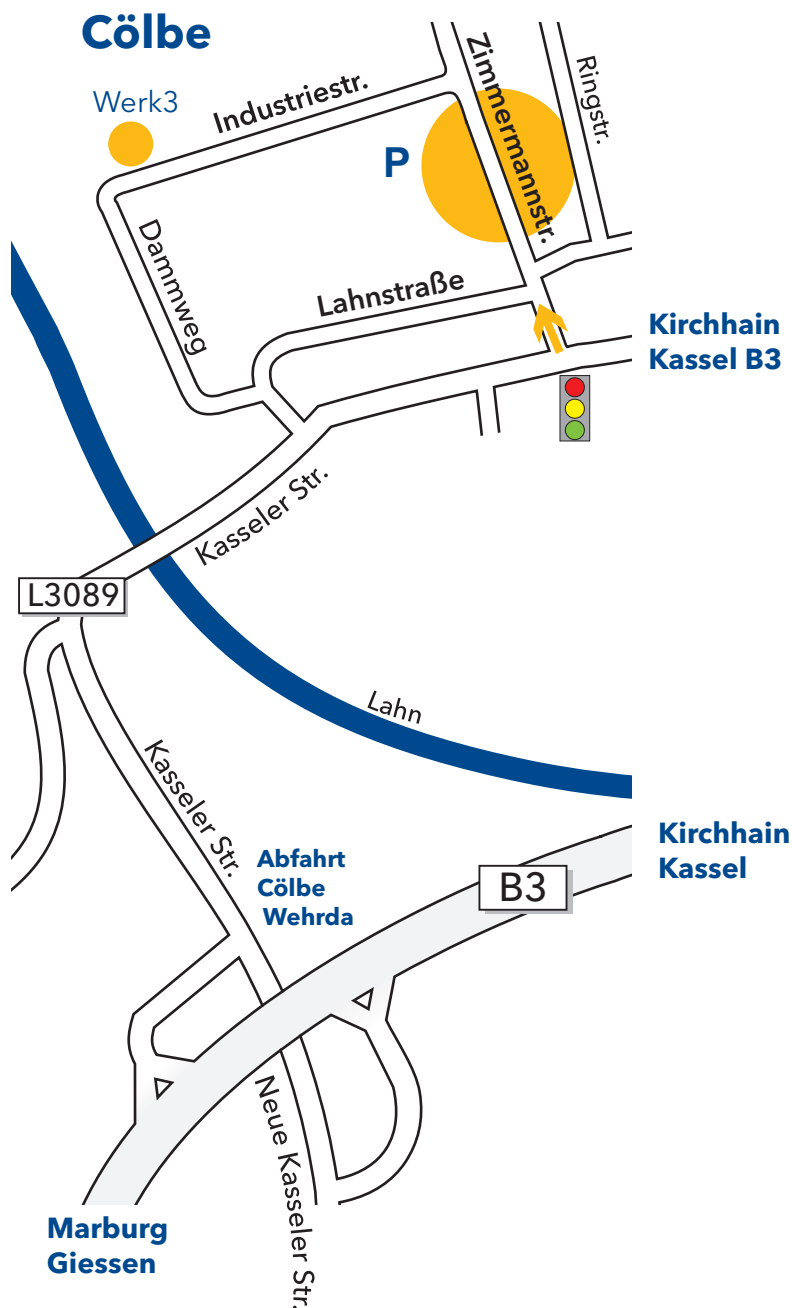 Cölbe
Werk3
Industriestr.
Zimmermannstr.
Ringstr.
P
Dammweg
Lahnstraße
Kirchhain
Kassel B3
Kasseler Str.
L3089
Lahn
Kasseler Str.
Abfahrt
Cölbe
Wehrda
B3
Kirchhain
Kassel
Neue Kasseler Str.
Marburg
Giessen